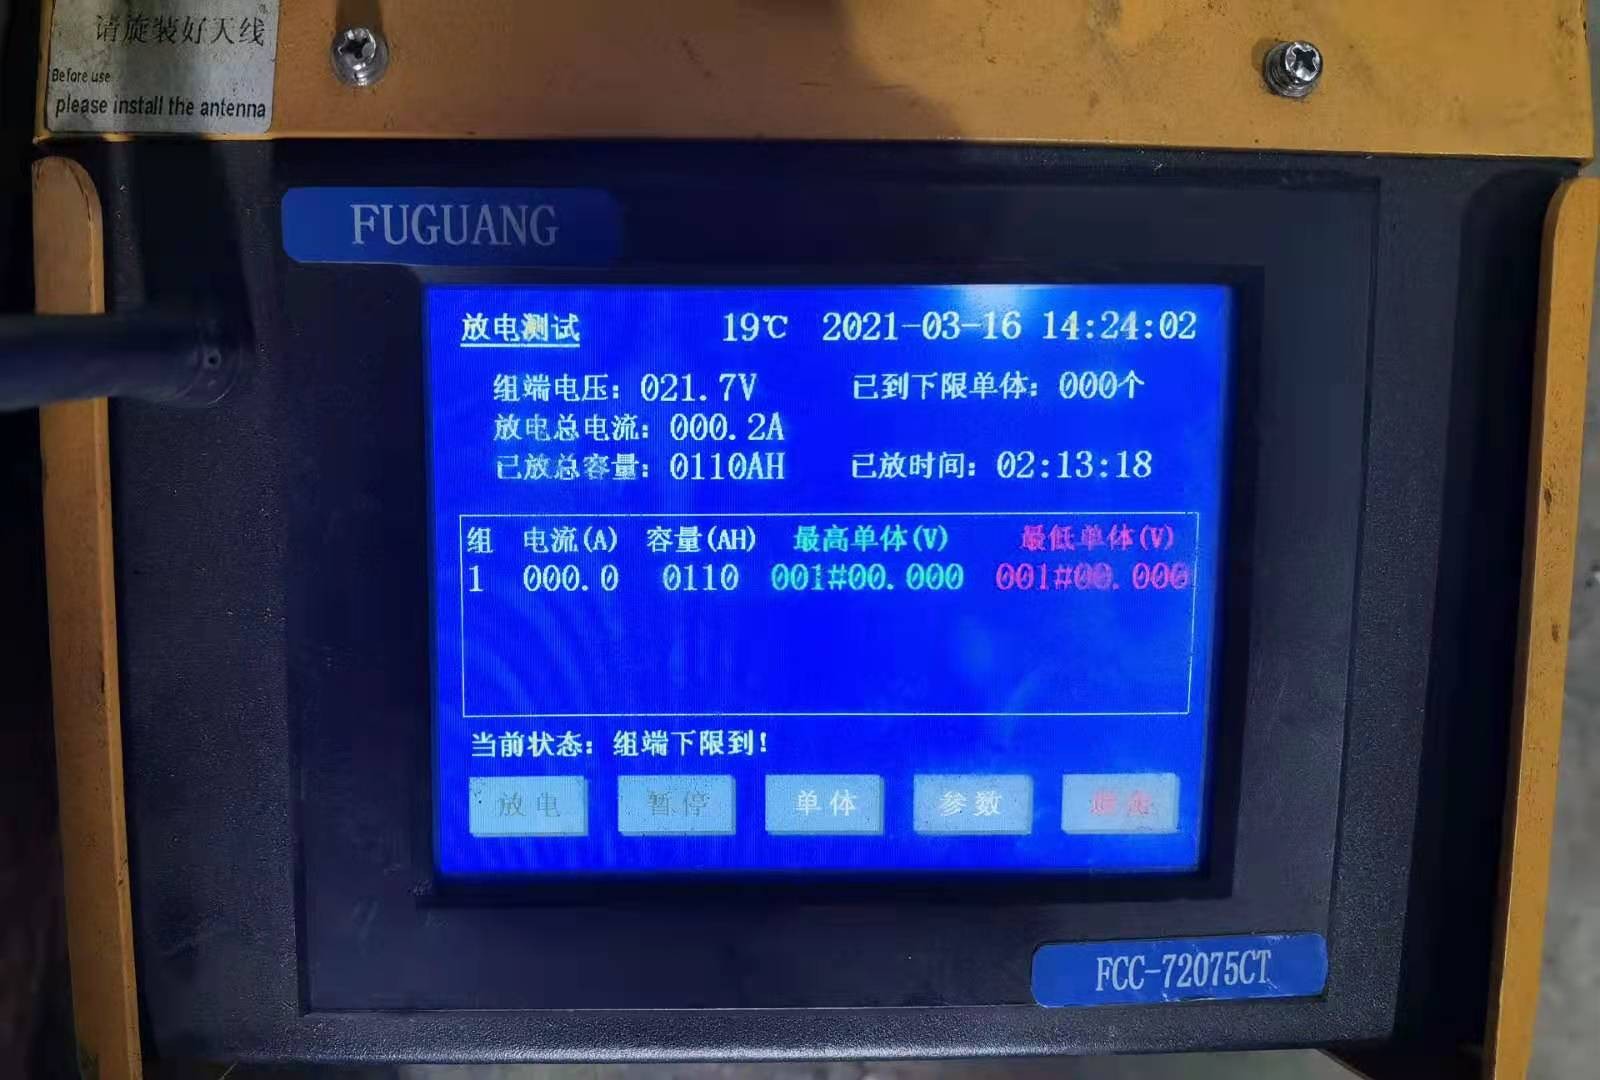 请旋装好天线
Before use
please install the antenna
FUGUANG
放电测试 19℃ 2021-03-16 14:24:02
组端电压: 021.7V 已到下限单体: 000个
放电总电流: 000.2A
已放总容量: 0110AH 已放时间: 02:13:18
组 电流(A) 容量(AH) 最高单体(V) 最低单体(V)
1 000.0 0110 001#00.000 001#00.000
当前状态: 组端下限到!
放电 暂停 单体 参数
FCC-72075CT